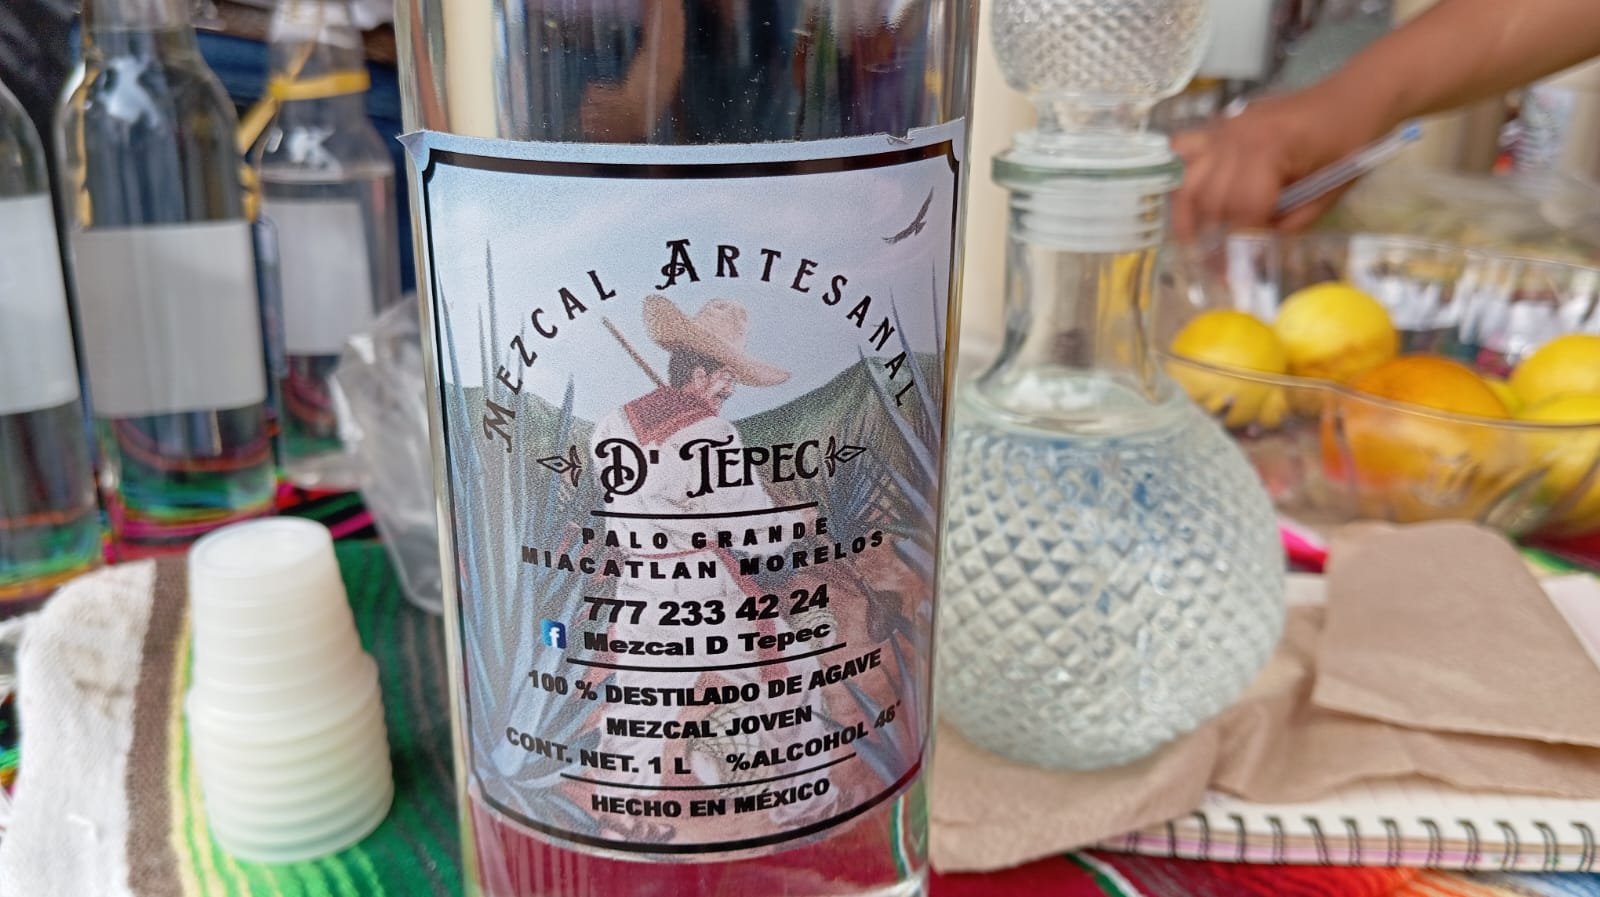 MEZCAL ARTESANAL
D' TEPEC
PALO GRANDE
MIACATLAN MORELOS
777 233 42 24
f Mezcal D Tepec
100 % DESTILADO DE AGAVE
MEZCAL JOVEN
CONT. NET. 1 L %ALCOHOL 46°
HECHO EN MÉXICO